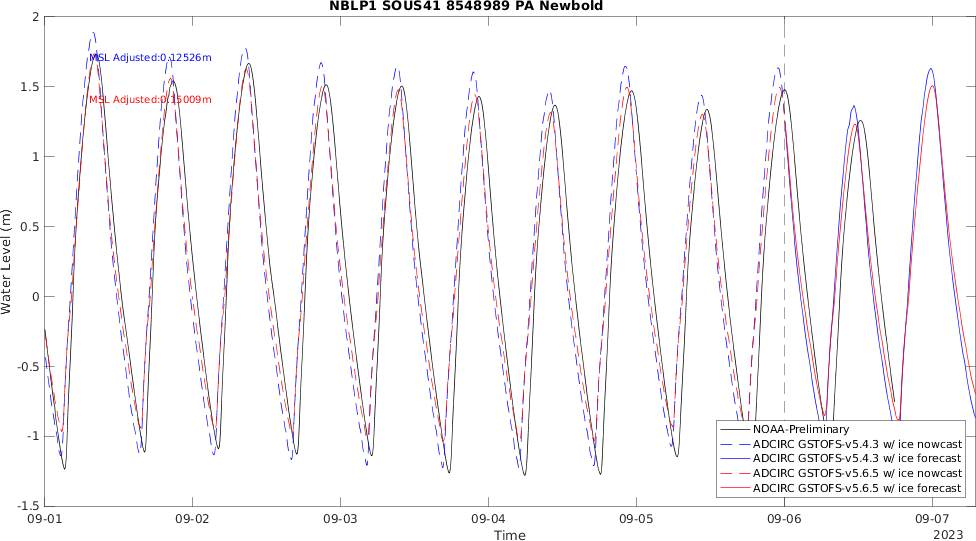 NBLP1 SOUS41 8548989 PA Newbold
2
1.5
1
0.5
0
-0.5
-1
-1.5
Water Level (m)
MSL Adjusted:0.12526m
MSL Adjusted:0.15009m
NOAA-Preliminary
ADCIRC GSTOFS-v5.4.3 w/ ice nowcast
ADCIRC GSTOFS-v5.4.3 w/ ice forecast
ADCIRC GSTOFS-v5.6.5 w/ ice nowcast
ADCIRC GSTOFS-v5.6.5 w/ ice forecast
09-01 09-02 09-03 09-04 09-05 09-06 09-07
Time
2023